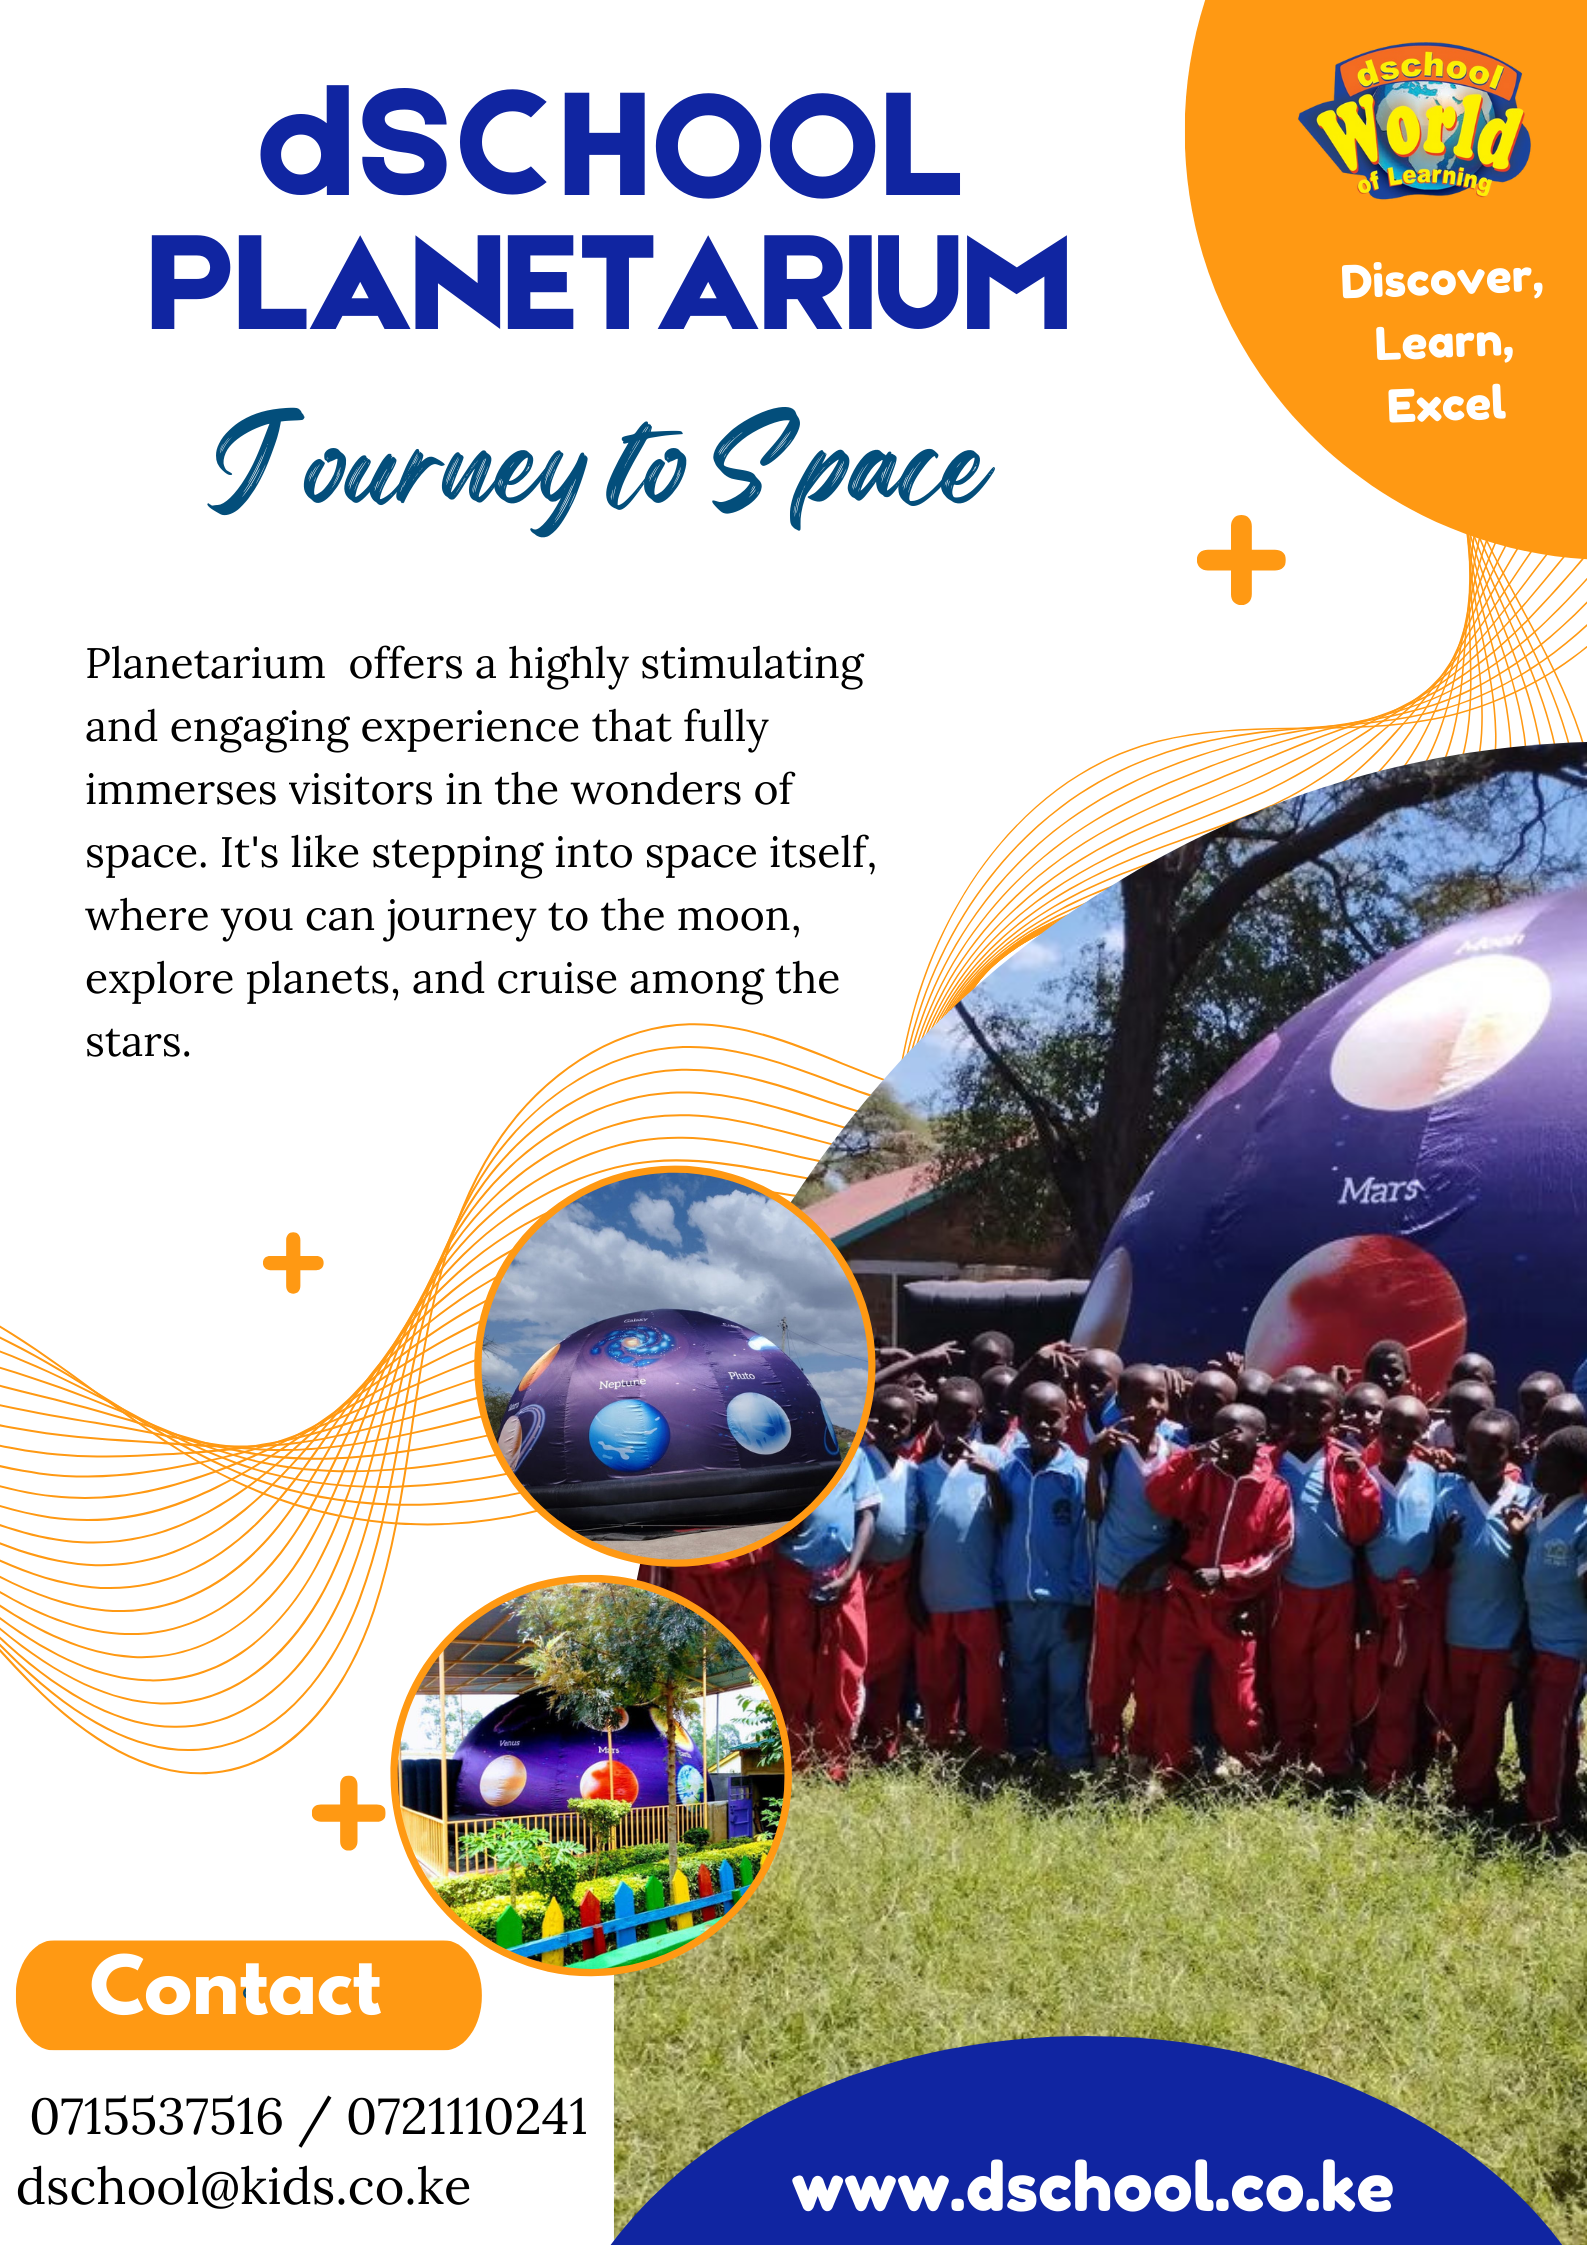 dSCHOOL
PLANETARIUM
Journey to Space
dschool
World
of Learning
Discover,
Learn,
Excel
Planetarium offers a highly stimulating
and engaging experience that fully
immerses visitors in the wonders of
space. It's like stepping into space itself,
where you can journey to the moon,
explore planets, and cruise among the
stars.
Moon
Mars
Galaxy
Neptune
Pluto
Venus
Mars
Contact
0715537516 / 0721110241
dschool@kids.co.ke
www.dschool.co.ke